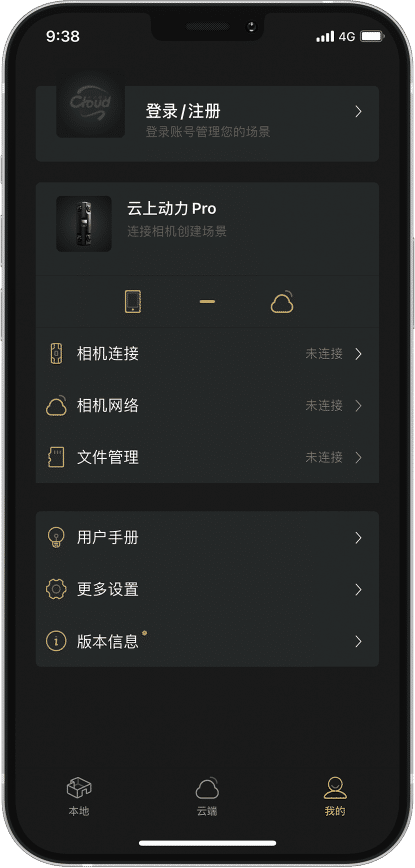 9:38
4G
Cloud
登录/注册
登录账号管理您的场景
云上动力 Pro
连接相机创建场景
相机连接 未连接
相机网络 未连接
文件管理 未连接
用户手册
更多设置
版本信息
本地 云端 我的